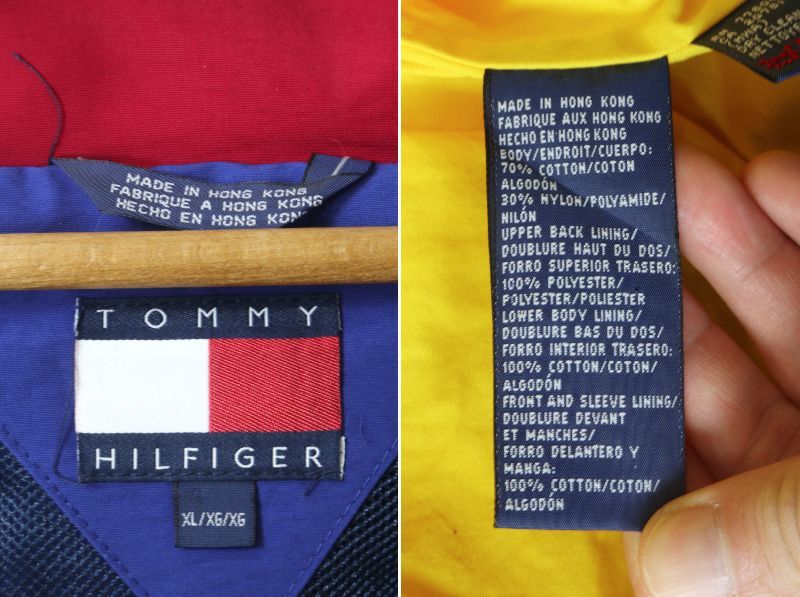 MADE IN HONG KONG
FABRIQUE A HONG KONG
HECHO EN HONG KONG
TOMMY
HILFIGER
XL/XG/XG
MADE IN HONG KONG
FABRIQUE AUX HONG KONG
HECHO EN HONG KONG
BODY/ENDROIT/CUERPO:
70% COTTON/COTON
ALGODÓN
30% NYLON/POLYAMIDE/
NILÓN
UPPER BACK LINING/
DOUBLURE HAUT DU DOS/
FORRO SUPERIOR TRASERO:
100% POLYESTER/
POLYESTER/POLIESTER
LOWER BODY LINING/
DOUBLURE BAS DU DOS/
FORRO INTERIOR TRASERO:
100% COTTON/COTON/
ALGODÓN
FRONT AND SLEEVE LINING/
DOUBLURE DEVANT
ET MANCHES/
FORRO DELANTERO Y
MANGA:
100% COTTON/COTON/
ALGODÓN
DRY CLEAN